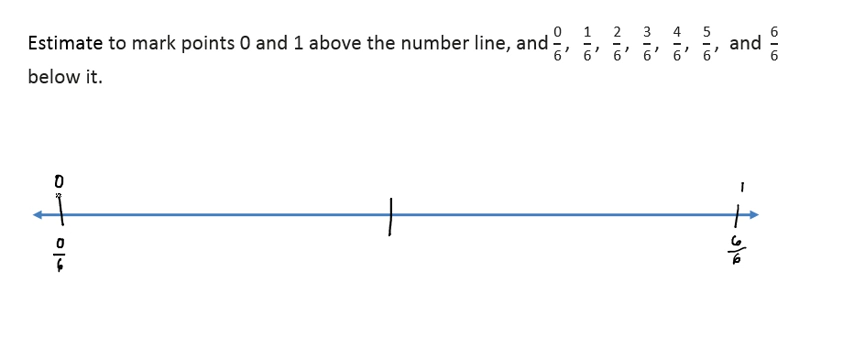 Estimate to mark points 0 and 1 above the number line, and 0/6, 1/6, 2/6, 3/6, 4/6, 5/6, and 6/6
below it.
0 1
0/6 6/6